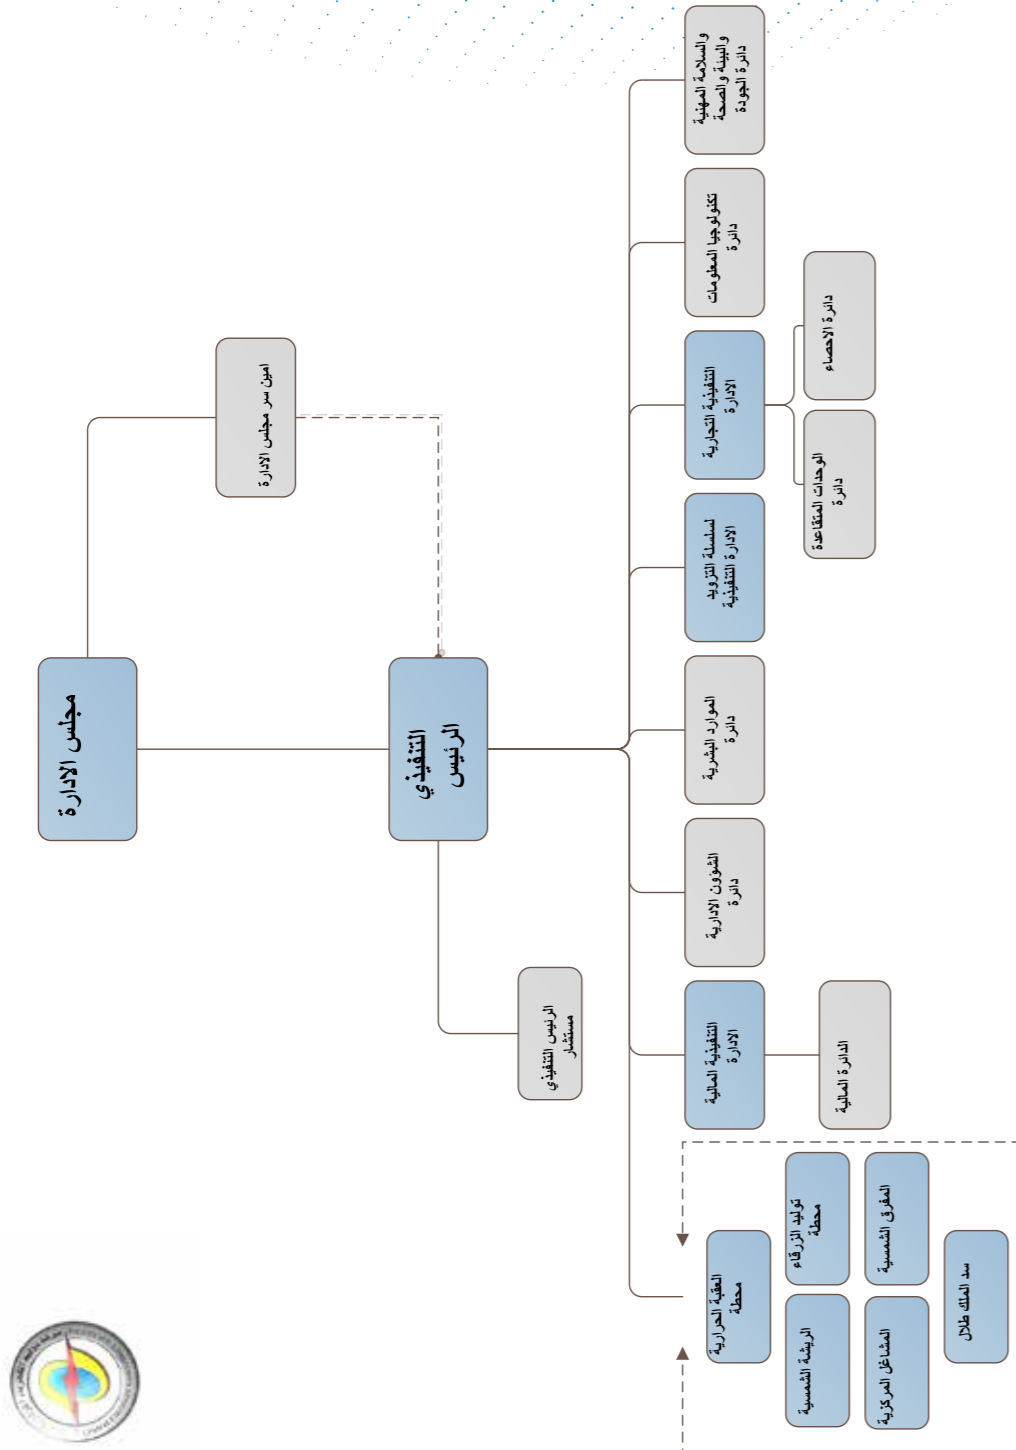 مجلس الادارة
امين سر مجلس الادارة
الرئيس
التنفيذي
مستشار
الرئيس التنفيذي
دائرة الجودة
والبيئة والصحة
والسلامة المهنية
دائرة
تكنولوجيا المعلومات
الادارة
التنفيذية التجارية
دائرة الاحصاء
دائرة
الوحدات المتقاعدة
الادارة التنفيذية
لسلسلة التزويد
دائرة
الموارد البشرية
دائرة
الشؤون الادارية
الادارة
التنفيذية المالية
الدائرة المالية
محطة
العقبة الحرارية
محطة
توليد الزرقاء
الريشة الشمسية
المفرق الشمسية
المشاغل المركزية
سد الملك طلال